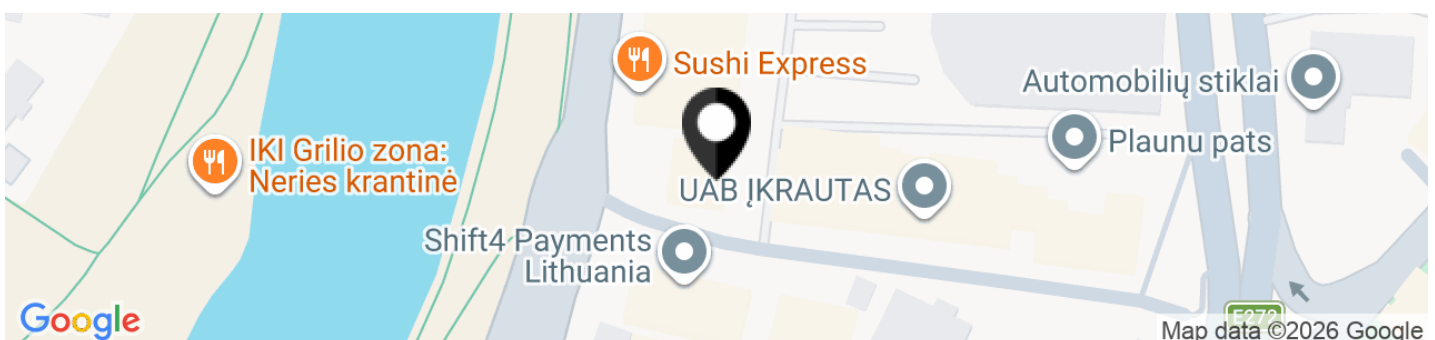 Sushi Express
Automobilių stiklai
IKI Grilio zona:
Neries krantinė
Plaunu pats
UAB ĮKRAUTAS
Shift4 Payments
Lithuania
Google
E272
Map data ©2026 Google